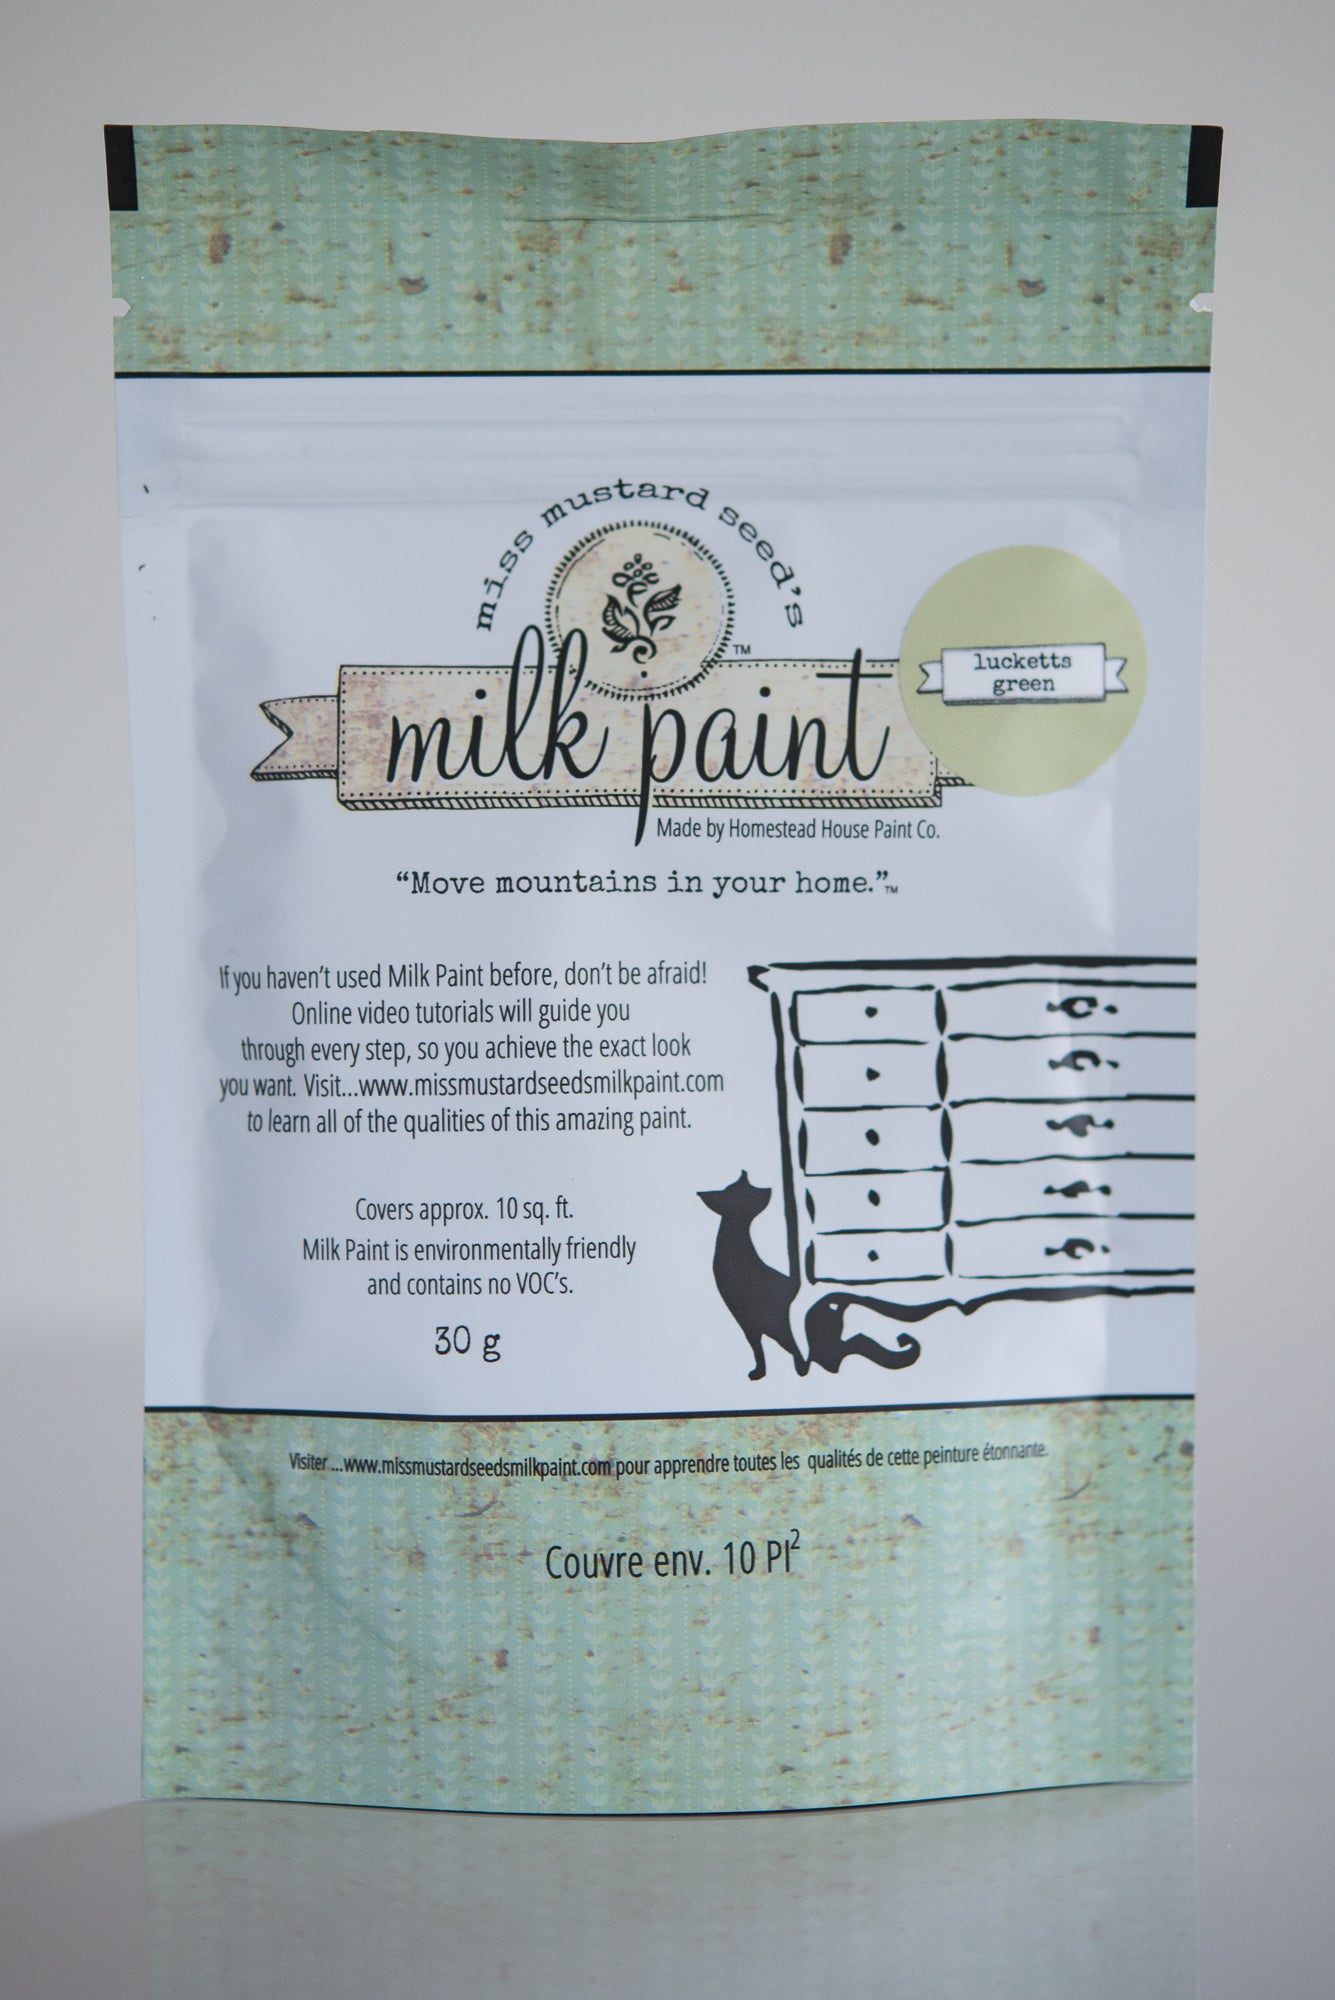 miss mustard seed's
milk paint
TM
lucketts
green
Made by Homestead House Paint Co.
“Move mountains in your home.”TM
If you haven’t used Milk Paint before, don’t be afraid!
Online video tutorials will guide you
through every step, so you achieve the exact look
you want. Visit...www.missmustardseedsmilkpaint.com
to learn all of the qualities of this amazing paint.
Covers approx. 10 sq. ft.
Milk Paint is environmentally friendly
and contains no VOC’s.
30 g
Visiter ...www.missmustardseedsmilkpaint.com pour apprendre toutes les qualités de cette peinture étonnante.
Couvre env. 10 PI²